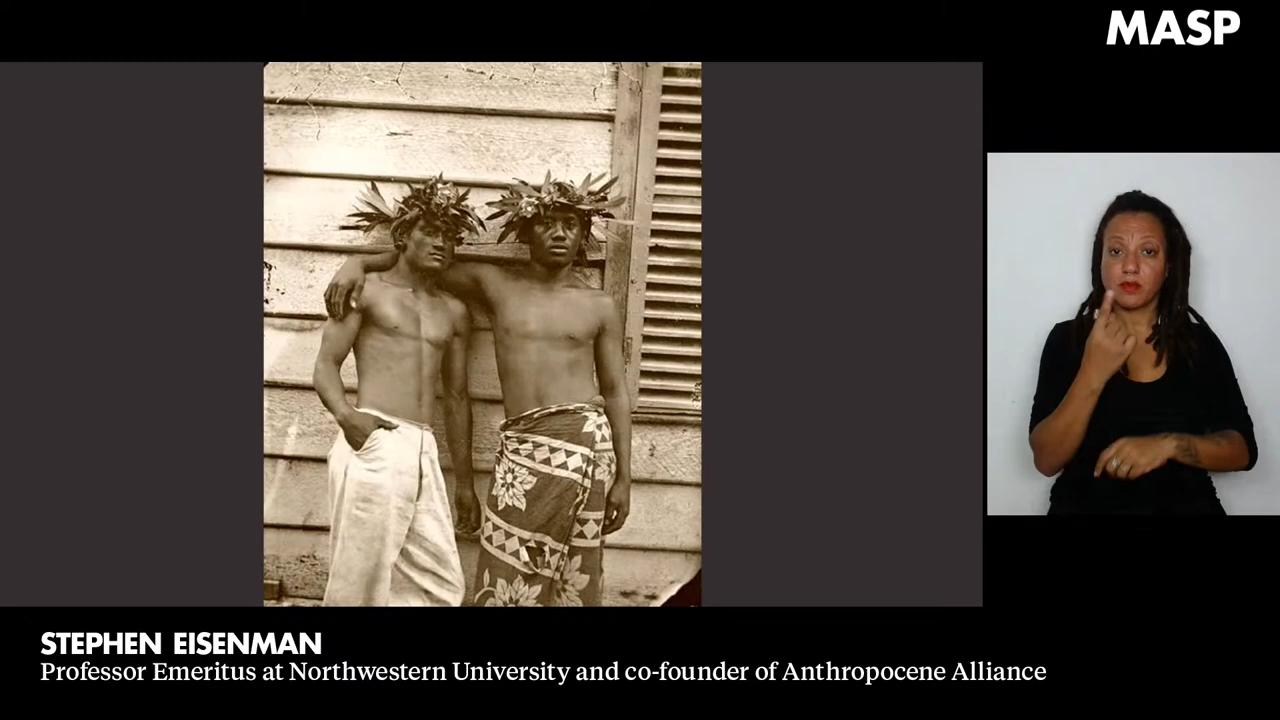 MASP
STEPHEN EISENMAN
Professor Emeritus at Northwestern University and co-founder of Anthropocene Alliance